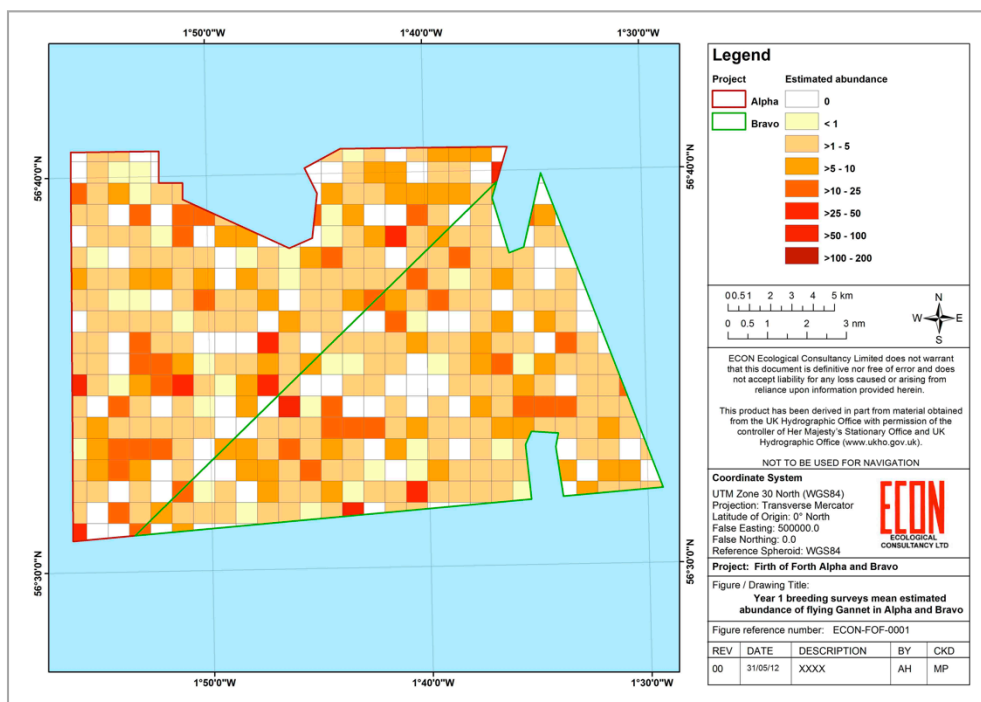 1°50'0"W 1°40'0"W 1°30'0"W
56°40'0"N
56°30'0"N
56°40'0"N
56°30'0"N
1°50'0"W 1°40'0"W 1°30'0"W
Legend
Project Estimated abundance
Alpha 0
Bravo < 1
>1 - 5
>5 - 10
>10 - 25
>25 - 50
>50 - 100
>100 - 200
0 0.5 1 2 3 4 5 km
0 0.5 1 2 3 nm
N
W E
S
ECON Ecological Consultancy Limited does not warrant
that this document is definitive nor free of error and does
not accept liability for any loss caused or arising from
reliance upon information provided herein.
This product has been derived in part from material obtained
from the UK Hydrographic Office with permission of the
controller of Her Majesty's Stationary Office and UK
Hydrographic Office (www.ukho.gov.uk).
NOT TO BE USED FOR NAVIGATION
Coordinate System
UTM Zone 30 North (WGS84)
Projection: Transverse Mercator
Latitude of Origin: 0° North
False Easting: 500000.0
False Northing: 0.0
Reference Spheroid: WGS84
ECON
ECOLOGICAL
CONSULTANCY LTD
Project: Firth of Forth Alpha and Bravo
Figure / Drawing Title:
Year 1 breeding surveys mean estimated
abundance of flying Gannet in Alpha and Bravo
Figure reference number: ECON-FOF-0001
REV DATE DESCRIPTION BY CKD
00 31/05/12 XXXX AH MP